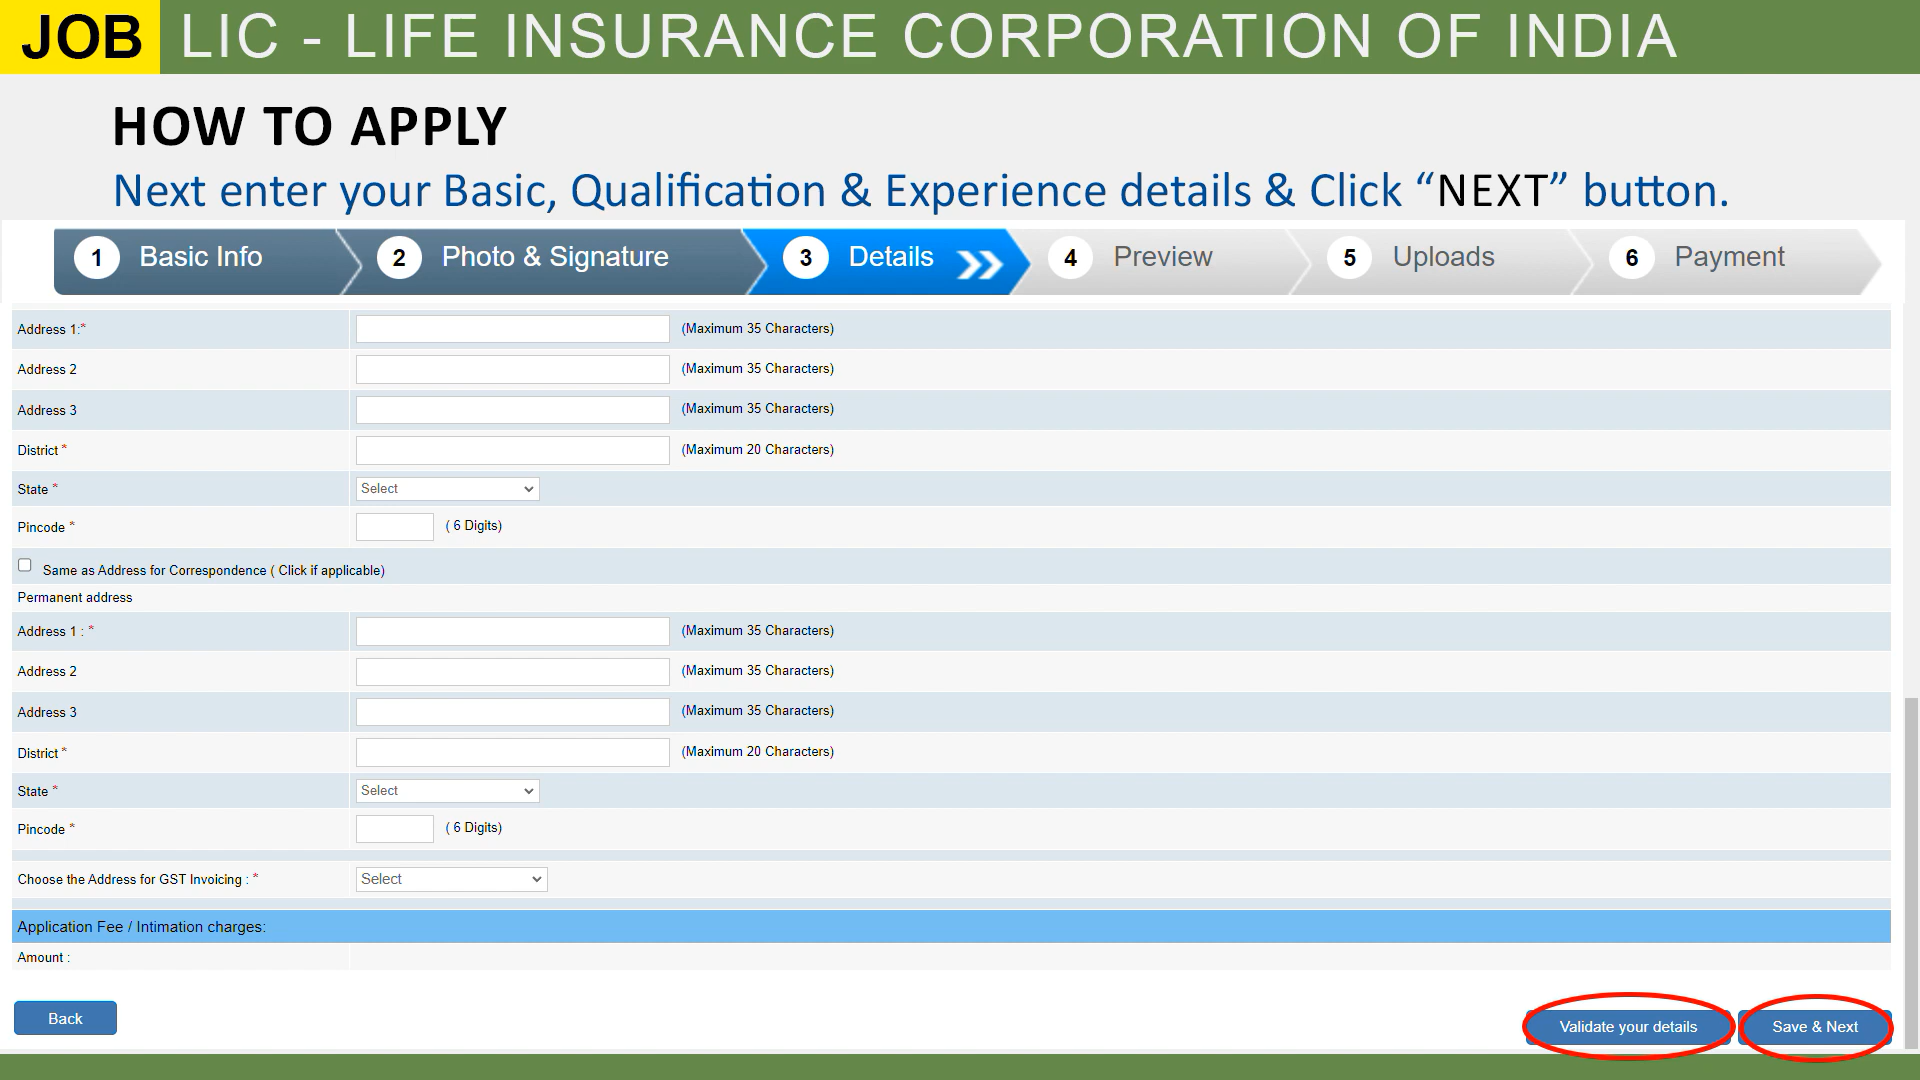 JOB LIC - LIFE INSURANCE CORPORATION OF INDIA
HOW TO APPLY
Next enter your Basic, Qualification & Experience details & Click “NEXT” button.
1 Basic Info 2 Photo & Signature 3 Details 4 Preview 5 Uploads 6 Payment
Address 1:* (Maximum 35 Characters)
Address 2 (Maximum 35 Characters)
Address 3 (Maximum 35 Characters)
District * (Maximum 20 Characters)
State * Select
Pincode * ( 6 Digits)
Same as Address for Correspondence ( Click if applicable)
Permanent address
Address 1 : * (Maximum 35 Characters)
Address 2 (Maximum 35 Characters)
Address 3 (Maximum 35 Characters)
District * (Maximum 20 Characters)
State * Select
Pincode * ( 6 Digits)
Choose the Address for GST Invoicing : * Select
Application Fee / Intimation charges:
Amount :
Back Validate your details Save & Next